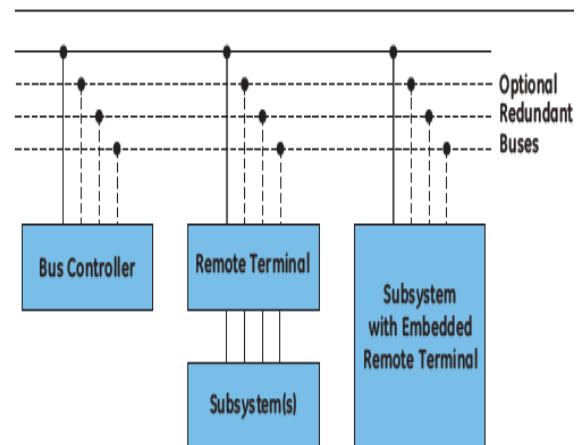 Optional
Redundant
Buses
Bus Controller
Remote Terminal
Subsystem
with Embedded
Remote Terminal
Subsystem(s)